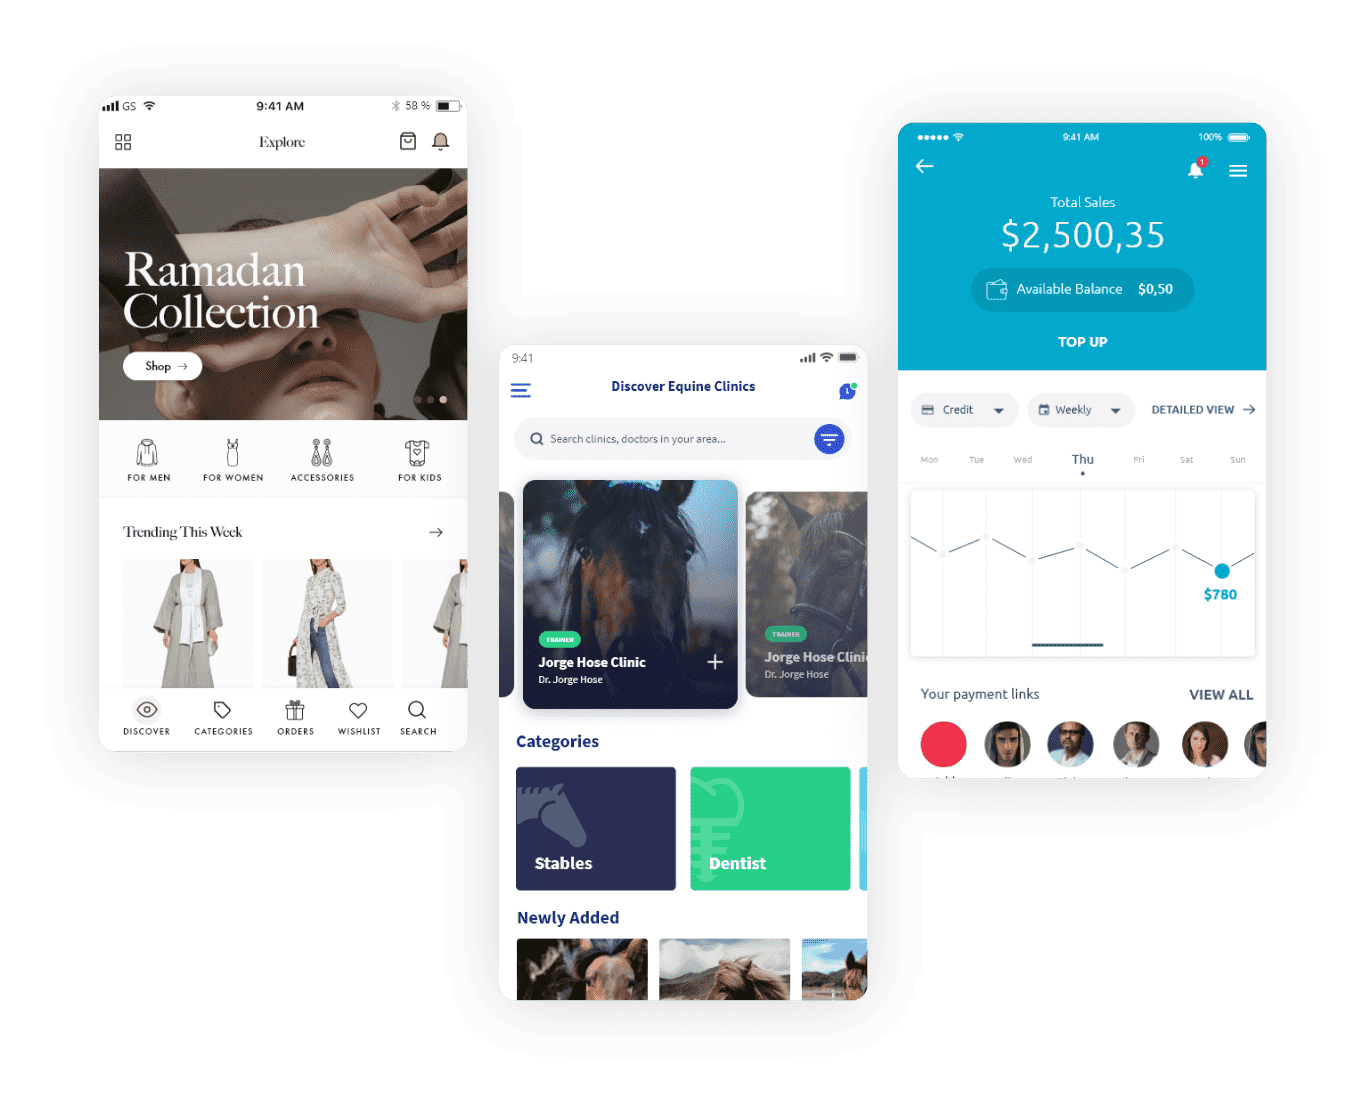 GS
9:41 AM
58 %
Explore
Ramadan
Collection
Shop →
FOR MEN
FOR WOMEN
ACCESSORIES
FOR KIDS
Trending This Week
DISCOVER
CATEGORIES
ORDERS
WISHLIST
SEARCH
9:41
Discover Equine Clinics
Search clinics, doctors in your area...
TRAINER
Jorge Hose Clinic
Dr. Jorge Hose
TRAINER
Jorge Hose Clini
Dr. Jorge Hose
Categories
Stables
Dentist
Newly Added
9:41 AM
100%
1
Total Sales
$2,500,35
Available Balance $0,50
TOP UP
Credit
Weekly
DETAILED VIEW
Mon Tue Wed Thu Fri Sat Sun
$780
Your payment links
VIEW ALL